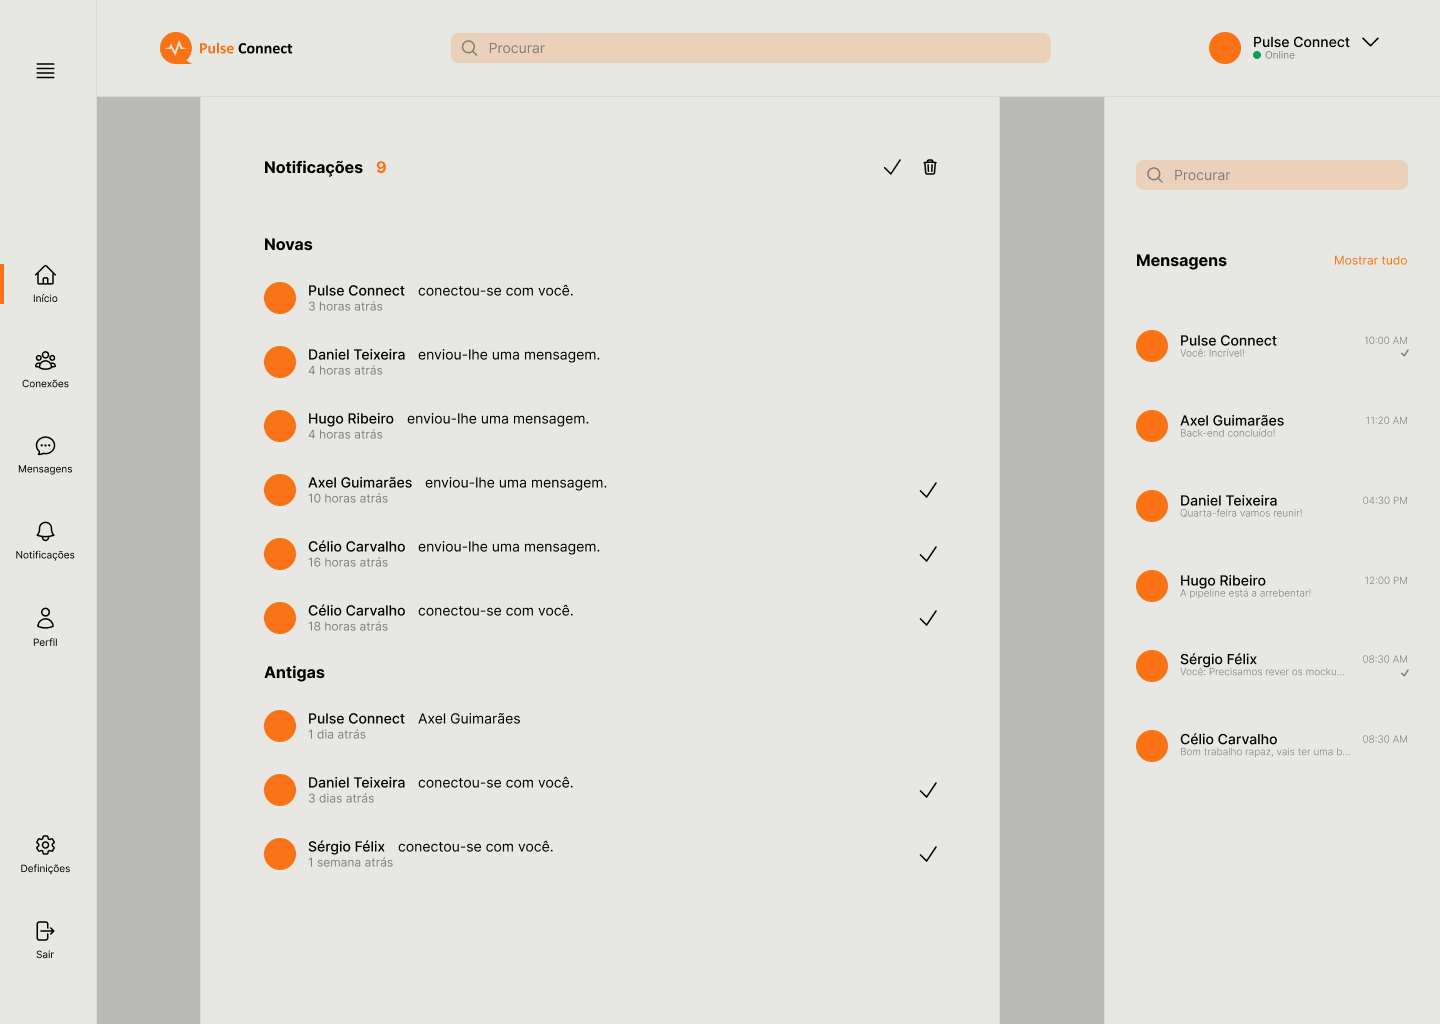 Pulse Connect
Procurar
Pulse Connect
Online
Início
Conexões
Mensagens
Notificações
Perfil
Definições
Sair
Notificações 9
Novas
Pulse Connect conectou-se com você.
3 horas atrás
Daniel Teixeira enviou-lhe uma mensagem.
4 horas atrás
Hugo Ribeiro enviou-lhe uma mensagem.
4 horas atrás
Axel Guimarães enviou-lhe uma mensagem.
10 horas atrás
Célio Carvalho enviou-lhe uma mensagem.
16 horas atrás
Célio Carvalho conectou-se com você.
18 horas atrás
Antigas
Pulse Connect Axel Guimarães
1 dia atrás
Daniel Teixeira conectou-se com você.
3 dias atrás
Sérgio Félix conectou-se com você.
1 semana atrás
Procurar
Mensagens Mostrar tudo
Pulse Connect 10:00 AM
Você: Incrível!
Axel Guimarães 11:20 AM
Back-end concluído!
Daniel Teixeira 04:30 PM
Quarta-feira vamos reunir!
Hugo Ribeiro 12:00 PM
A pipeline está a arrebentar!
Sérgio Félix 08:30 AM
Você: Precisamos rever os mocku...
Célio Carvalho 08:30 AM
Bom trabalho rapaz, vais ter uma b...